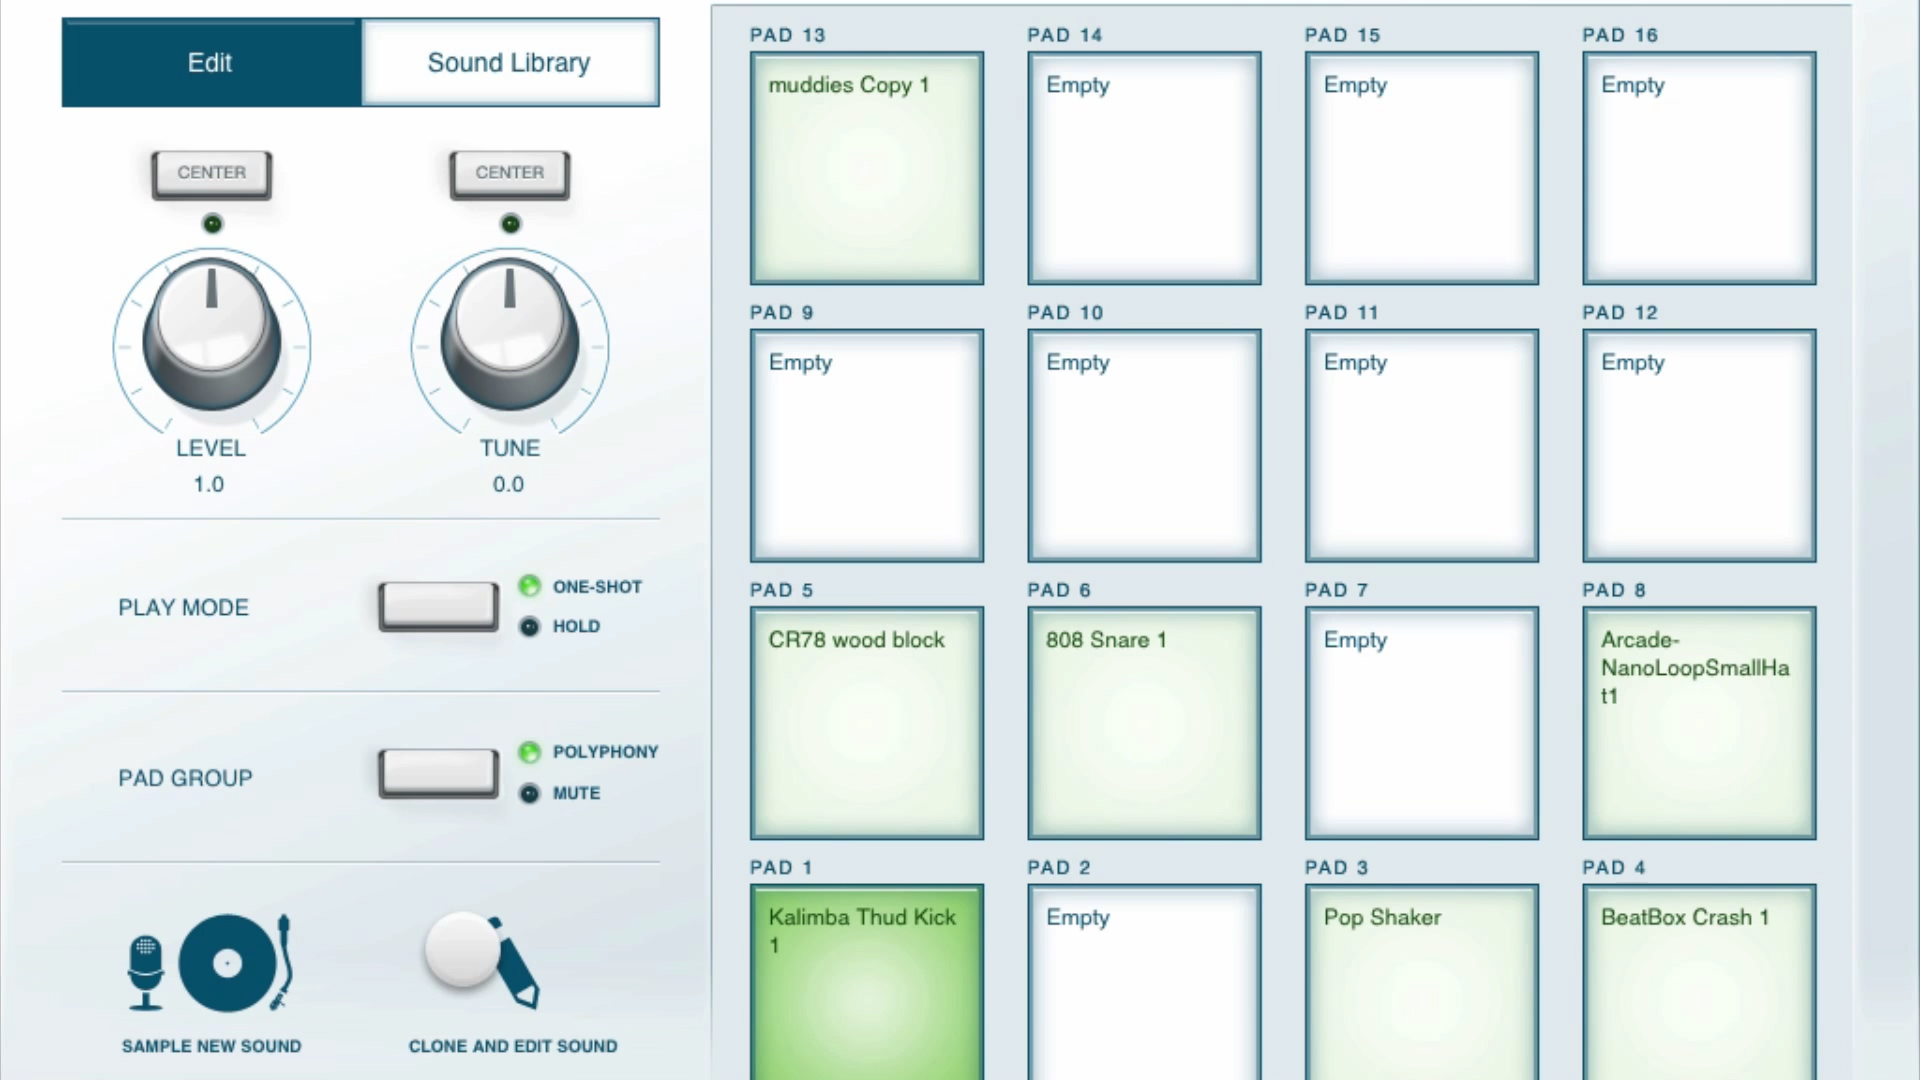 Edit
Sound Library
CENTER
CENTER
LEVEL
TUNE
1.0
0.0
PLAY MODE
ONE-SHOT
HOLD
PAD GROUP
POLYPHONY
MUTE
SAMPLE NEW SOUND
CLONE AND EDIT SOUND
PAD 13
PAD 14
PAD 15
PAD 16
muddies Copy 1
Empty
Empty
Empty
PAD 9
PAD 10
PAD 11
PAD 12
Empty
Empty
Empty
Empty
PAD 5
PAD 6
PAD 7
PAD 8
CR78 wood block
808 Snare 1
Empty
Arcade-
NanoLoopSmallHa
t1
PAD 1
PAD 2
PAD 3
PAD 4
Kalimba Thud Kick
1
Empty
Pop Shaker
BeatBox Crash 1